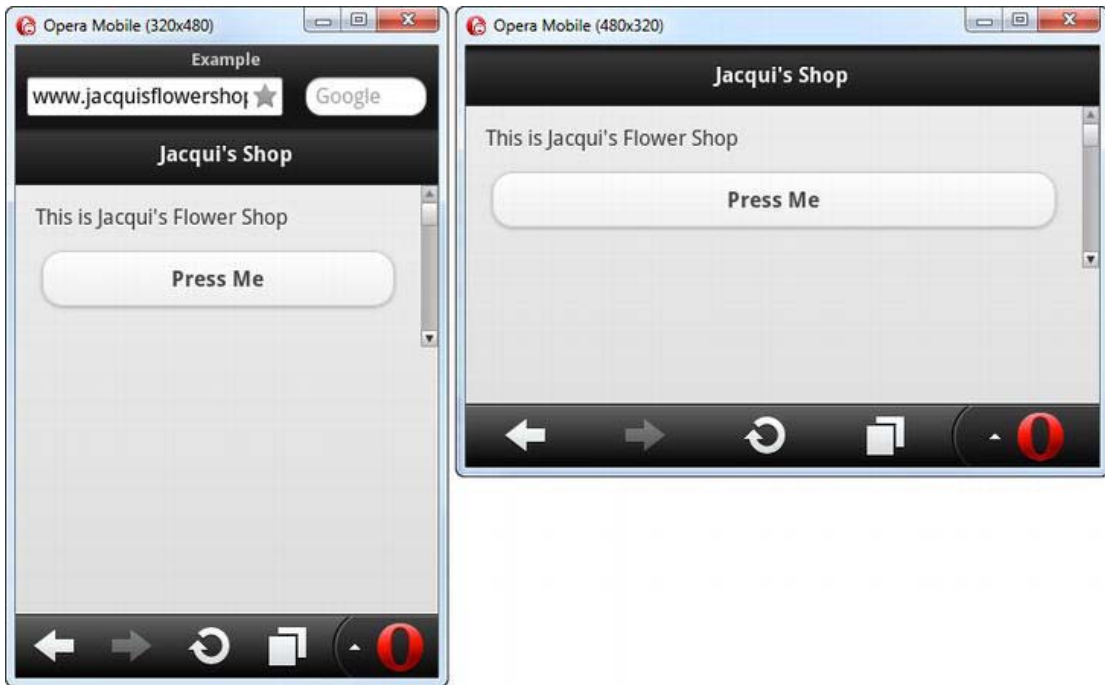 Opera Mobile (320x480)
Example
www.jacquisflowershop
Google
Jacqui's Shop
This is Jacqui's Flower Shop
Press Me
Opera Mobile (480x320)
Jacqui's Shop
This is Jacqui's Flower Shop
Press Me